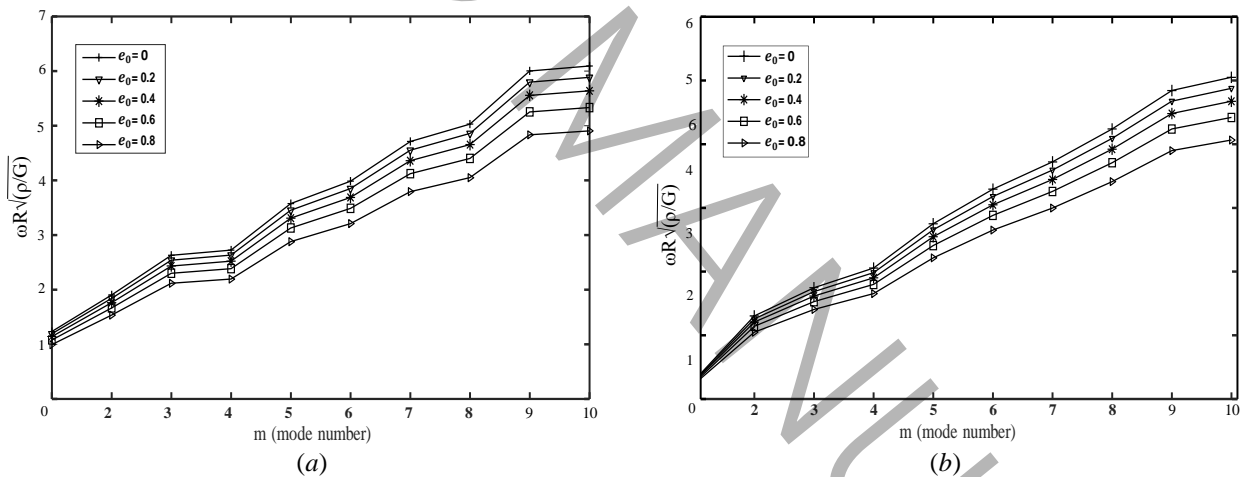 (a)
7
6
5
4
3
2
1
0
ωR√(ρ/G)
e₀= 0
e₀= 0.2
e₀= 0.4
e₀= 0.6
e₀= 0.8
0 2 3 4 5 6 7 8 9 10
m (mode number)
(a)
6
5
6
3
2
1
0
ωR√(ρ/G)
e₀= 0
e₀= 0.2
e₀= 0.4
e₀= 0.6
e₀= 0.8
0 2 3 4 5 6 7 8 9 10
m (mode number)
(b)
MANU